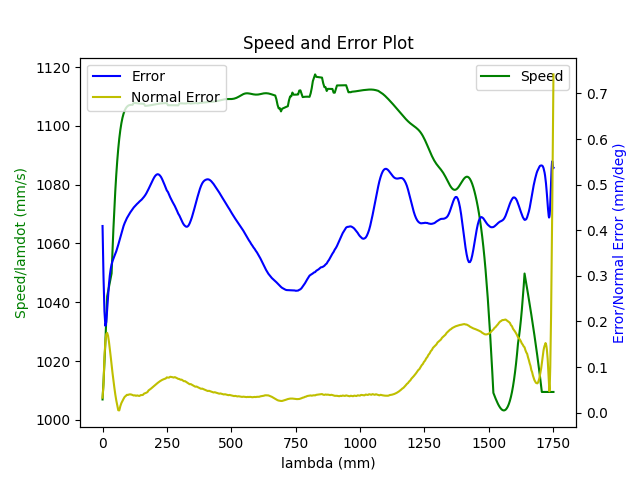 Speed and Error Plot
Error
Normal Error
Speed
1120
1100
1080
1060
1040
1020
1000
Speed/lamdot (mm/s)
0.7
0.6
0.5
0.4
0.3
0.2
0.1
0.0
Error/Normal Error (mm/deg)
0 250 500 750 1000 1250 1500 1750
lambda (mm)